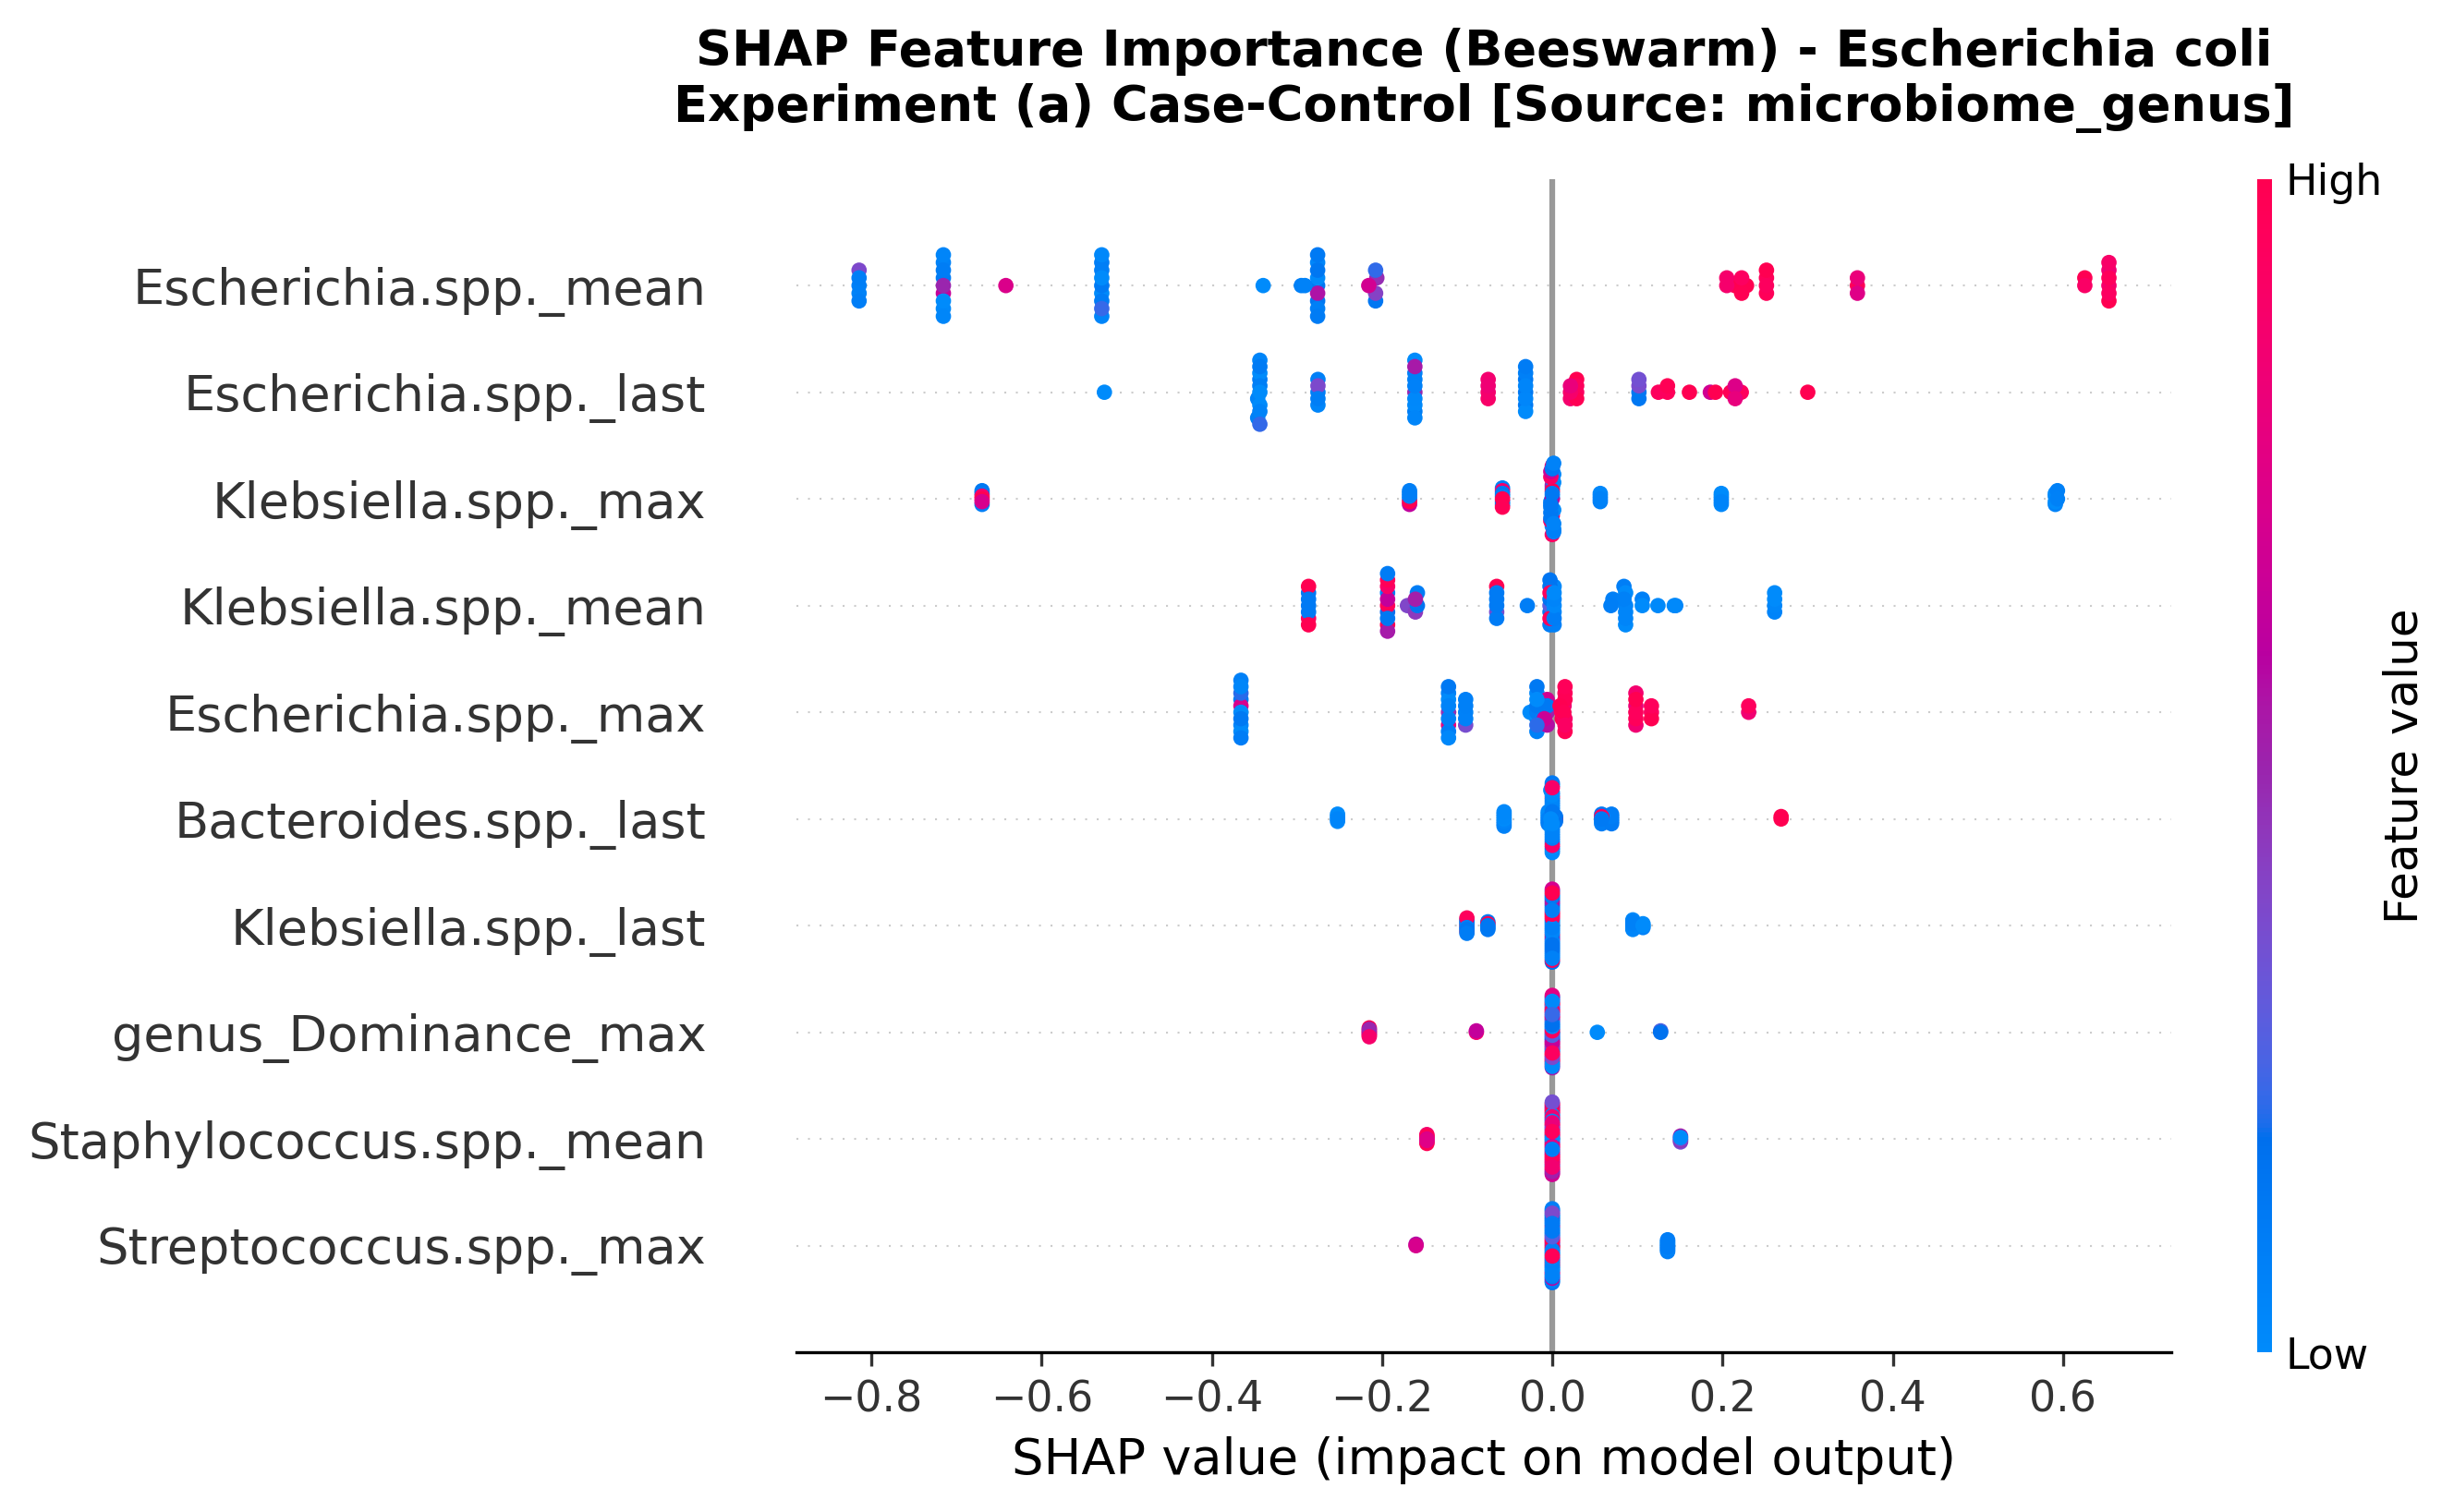 SHAP Feature Importance (Beeswarm) - Escherichia coli
Experiment (a) Case-Control [Source: microbiome_genus]
High
Escherichia.spp._mean
Escherichia.spp._last
Klebsiella.spp._max
Klebsiella.spp._mean
Escherichia.spp._max
Bacteroides.spp._last
Klebsiella.spp._last
genus_Dominance_max
Staphylococcus.spp._mean
Streptococcus.spp._max
Feature value
Low
−0.8 −0.6 −0.4 −0.2 0.0 0.2 0.4 0.6
SHAP value (impact on model output)